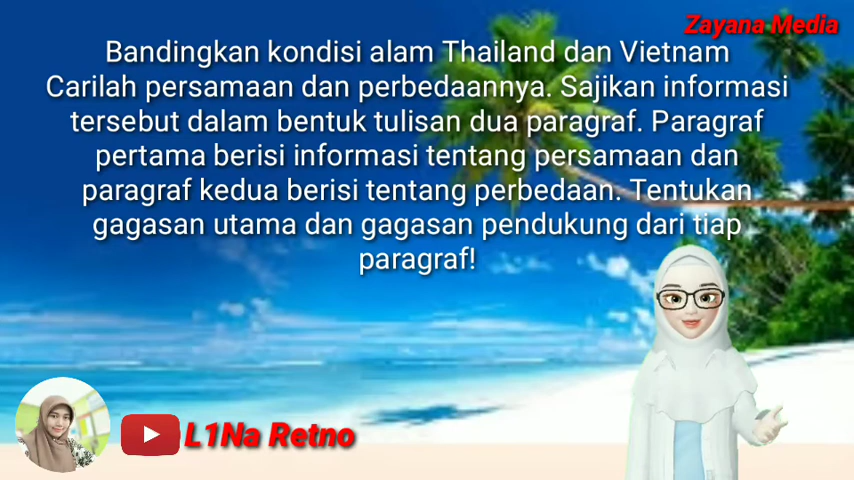 Zayana Media
Bandingkan kondisi alam Thailand dan Vietnam
Carilah persamaan dan perbedaannya. Sajikan informasi
tersebut dalam bentuk tulisan dua paragraf. Paragraf
pertama berisi informasi tentang persamaan dan
paragraf kedua berisi tentang perbedaan. Tentukan
gagasan utama dan gagasan pendukung dari tiap
paragraf!
L1Na Retno